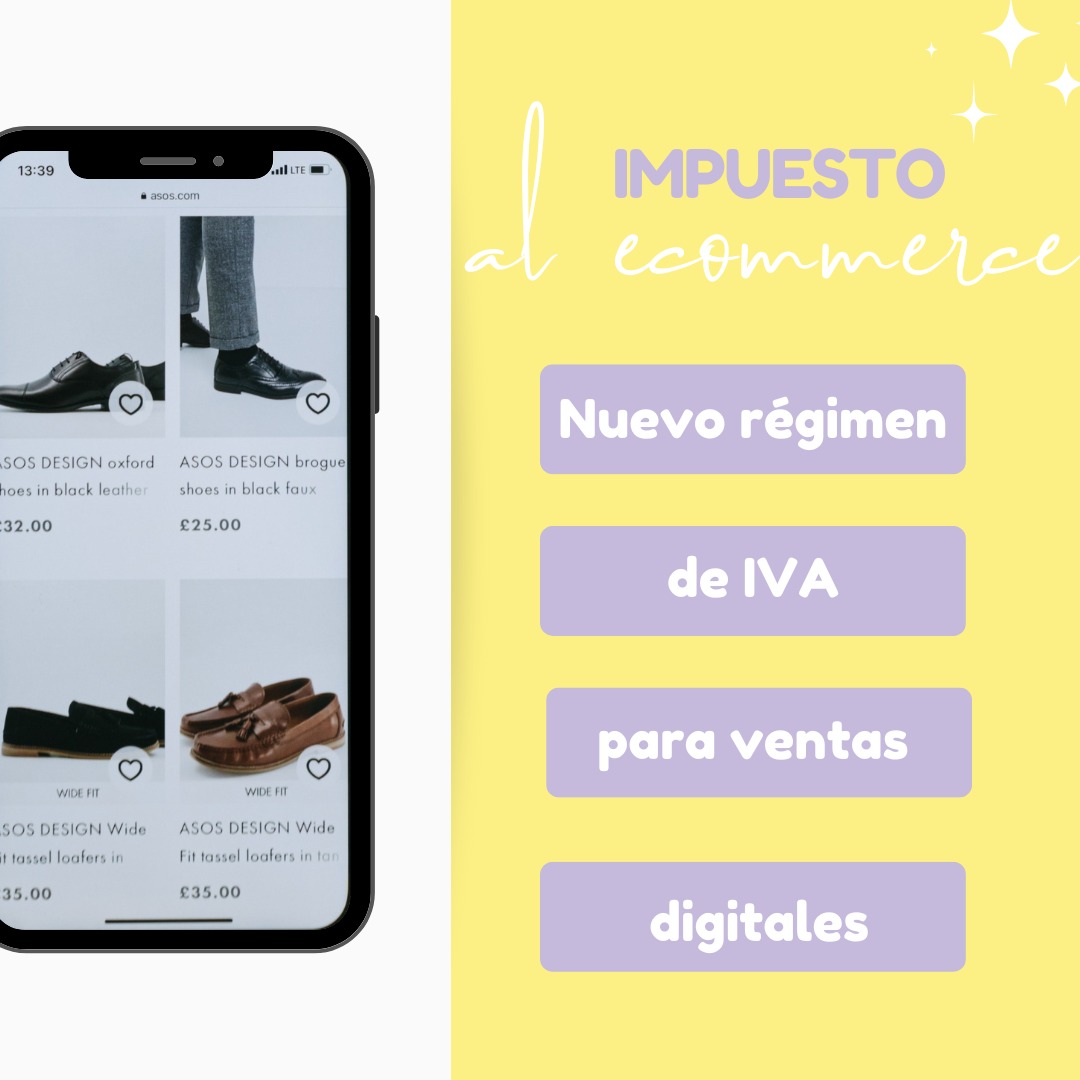 13:39
LTE
asos.com
ASOS DESIGN oxford
shoes in black leather
£32.00
ASOS DESIGN brogue
shoes in black faux
£25.00
WIDE FIT
ASOS DESIGN Wide
Fit tassel loafers in
£35.00
WIDE FIT
ASOS DESIGN Wide
Fit tassel loafers in tan
£35.00
IMPUESTO
al ecommerce
Nuevo régimen
de IVA
para ventas
digitales